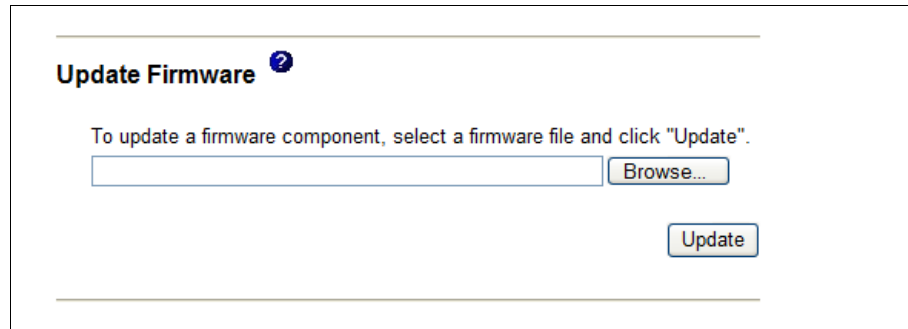 Update Firmware ?
To update a firmware component, select a firmware file and click "Update".
Browse...
Update